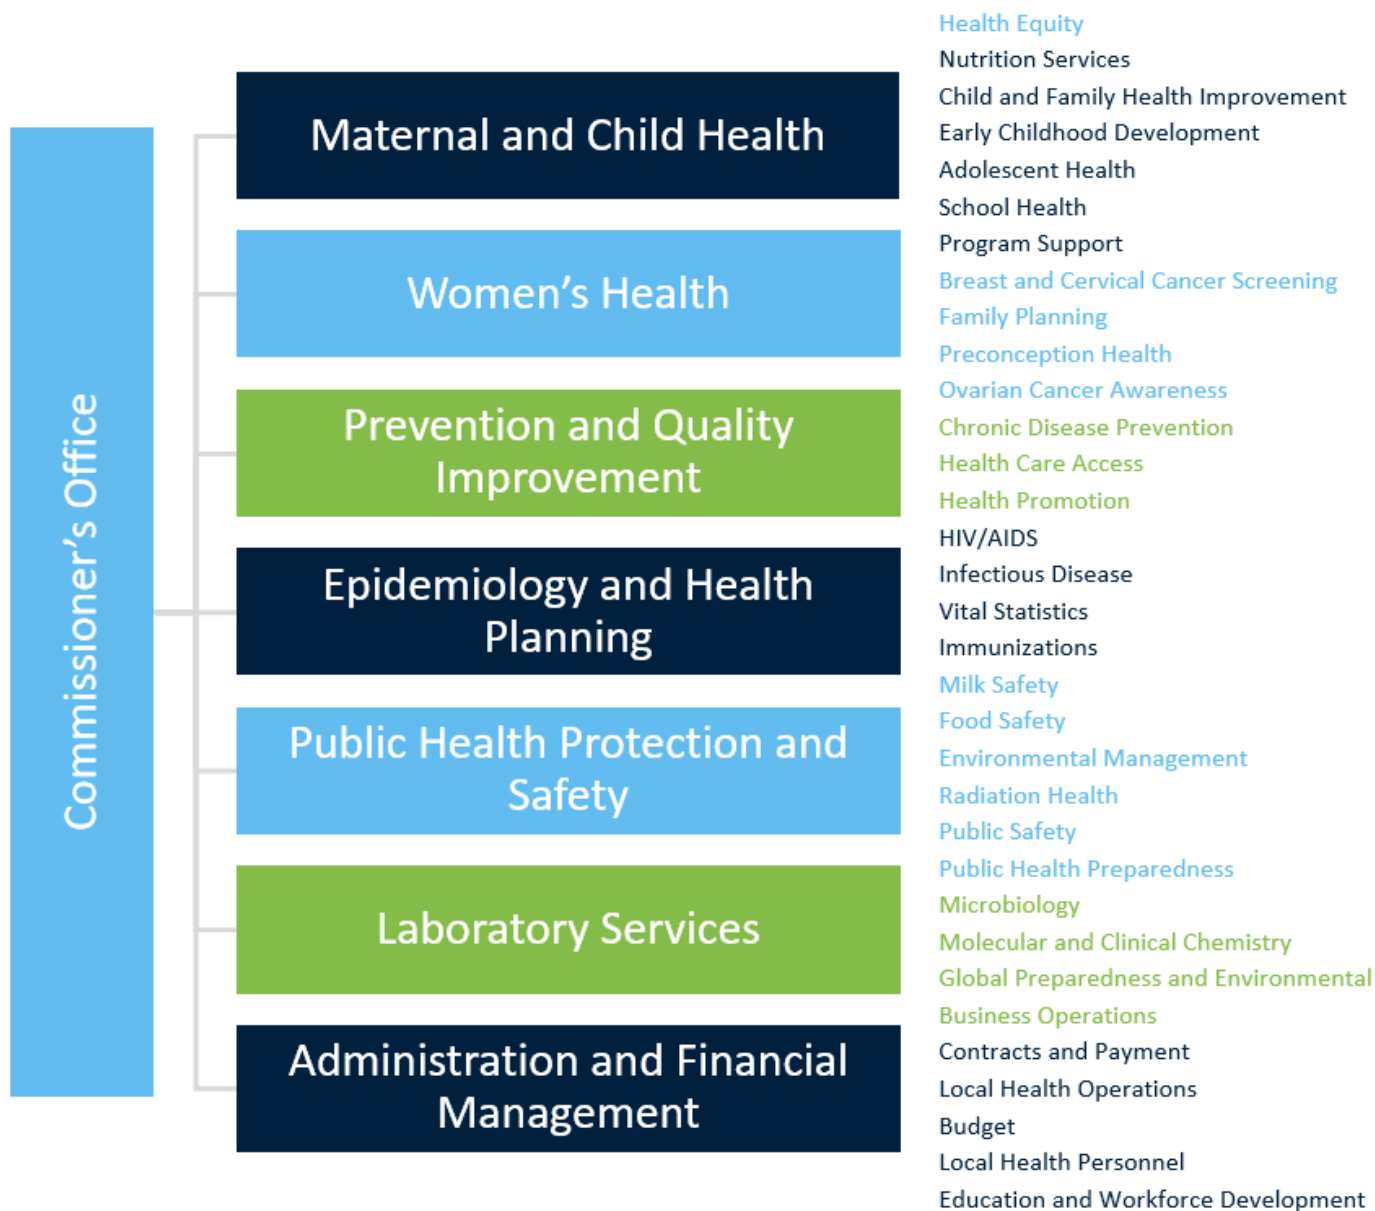 Commissioner's Office
Maternal and Child Health
Women's Health
Prevention and Quality
Improvement
Epidemiology and Health
Planning
Public Health Protection and
Safety
Laboratory Services
Administration and Financial
Management
Health Equity
Nutrition Services
Child and Family Health Improvement
Early Childhood Development
Adolescent Health
School Health
Program Support
Breast and Cervical Cancer Screening
Family Planning
Preconception Health
Ovarian Cancer Awareness
Chronic Disease Prevention
Health Care Access
Health Promotion
HIV/AIDS
Infectious Disease
Vital Statistics
Immunizations
Milk Safety
Food Safety
Environmental Management
Radiation Health
Public Safety
Public Health Preparedness
Microbiology
Molecular and Clinical Chemistry
Global Preparedness and Environmental
Business Operations
Contracts and Payment
Local Health Operations
Budget
Local Health Personnel
Education and Workforce Development